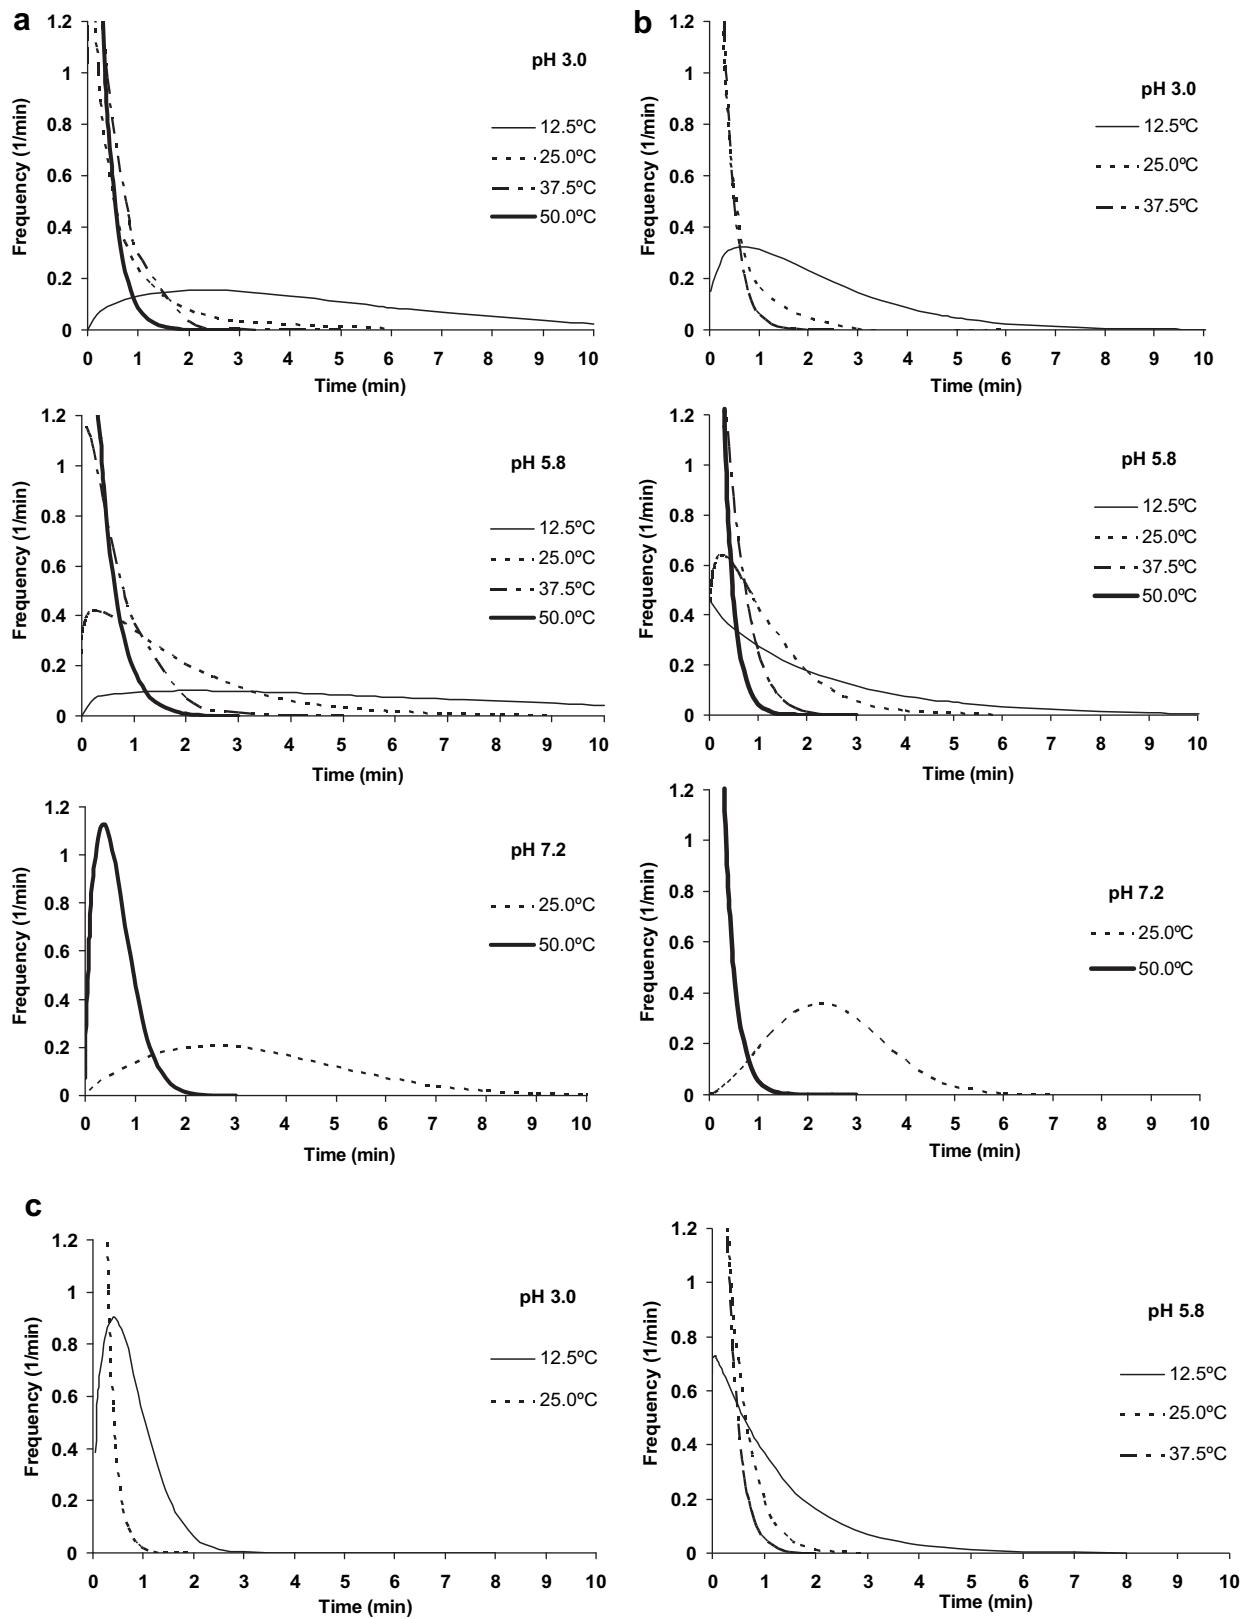 a
1.2
1
0.8
0.6
0.4
0.2
0
Frequency (1/min)
pH 3.0
12.5ºC
25.0ºC
37.5ºC
50.0ºC
0 1 2 3 4 5 6 7 8 9 10
Time (min)
b
1.2
1
0.8
0.6
0.4
0.2
0
Frequency (1/min)
pH 3.0
12.5ºC
25.0ºC
37.5ºC
0 1 2 3 4 5 6 7 8 9 10
Time (min)
1.2
1
0.8
0.6
0.4
0.2
0
Frequency (1/min)
pH 5.8
12.5ºC
25.0ºC
37.5ºC
50.0ºC
0 1 2 3 4 5 6 7 8 9 10
Time (min)
1.2
1
0.8
0.6
0.4
0.2
0
Frequency (1/min)
pH 5.8
12.5ºC
25.0ºC
37.5ºC
50.0ºC
0 1 2 3 4 5 6 7 8 9 10
Time (min)
1.2
1
0.8
0.6
0.4
0.2
0
Frequency (1/min)
pH 7.2
25.0ºC
50.0ºC
0 1 2 3 4 5 6 7 8 9 10
Time (min)
1.2
1
0.8
0.6
0.4
0.2
0
Frequency (1/min)
pH 7.2
25.0ºC
50.0ºC
0 1 2 3 4 5 6 7 8 9 10
Time (min)
c
1.2
1
0.8
0.6
0.4
0.2
0
Frequency (1/min)
pH 3.0
12.5ºC
25.0ºC
0 1 2 3 4 5 6 7 8 9 10
Time (min)
1.2
1
0.8
0.6
0.4
0.2
0
Frequency (1/min)
pH 5.8
12.5ºC
25.0ºC
37.5ºC
0 1 2 3 4 5 6 7 8 9 10
Time (min)